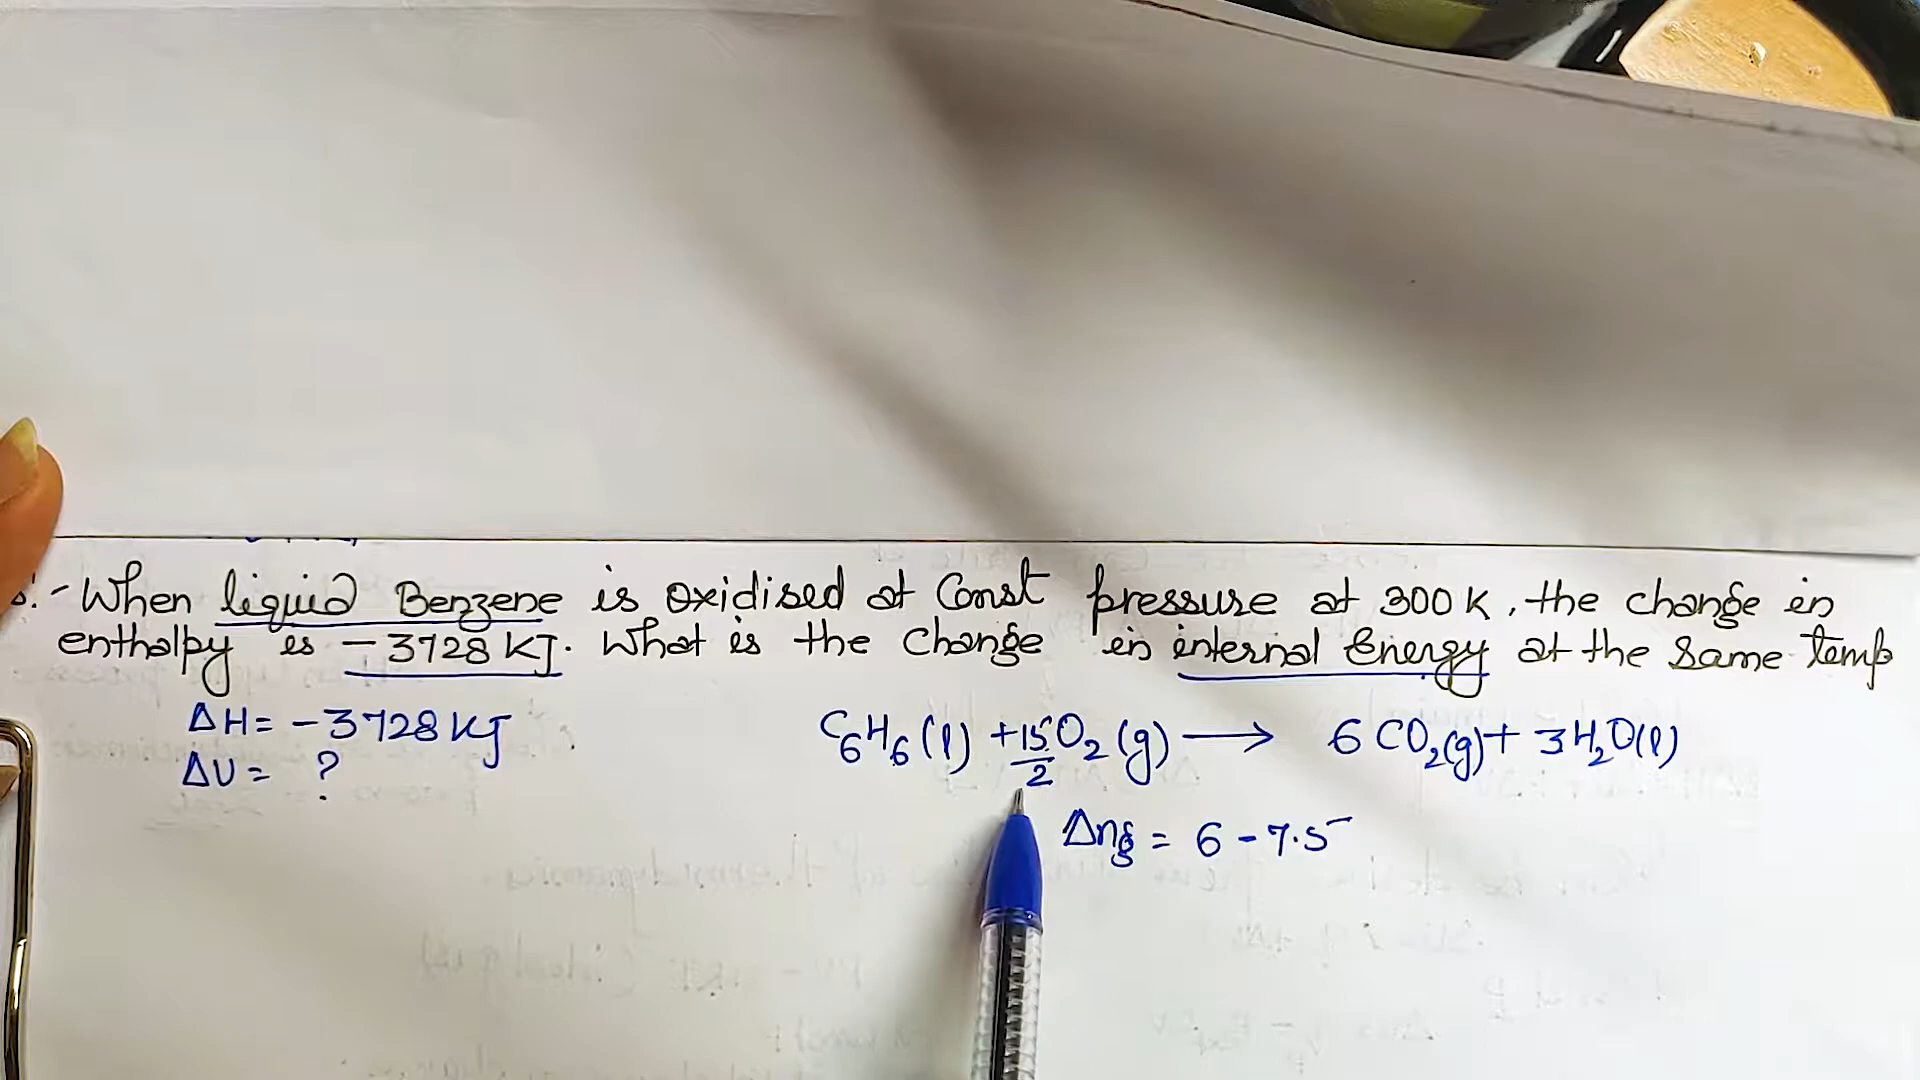 :- When liquid Benzene is oxidised at Const pressure at 300 K, the change in
enthalpy is -3728 KJ. What is the change in internal Energy at the same temp
ΔH = -3728 KJ
ΔU = ?
C₆H₆(l) + 15/2 O₂(g) ⟶ 6 CO₂(g) + 3H₂O(l)
Δng = 6 - 7.5